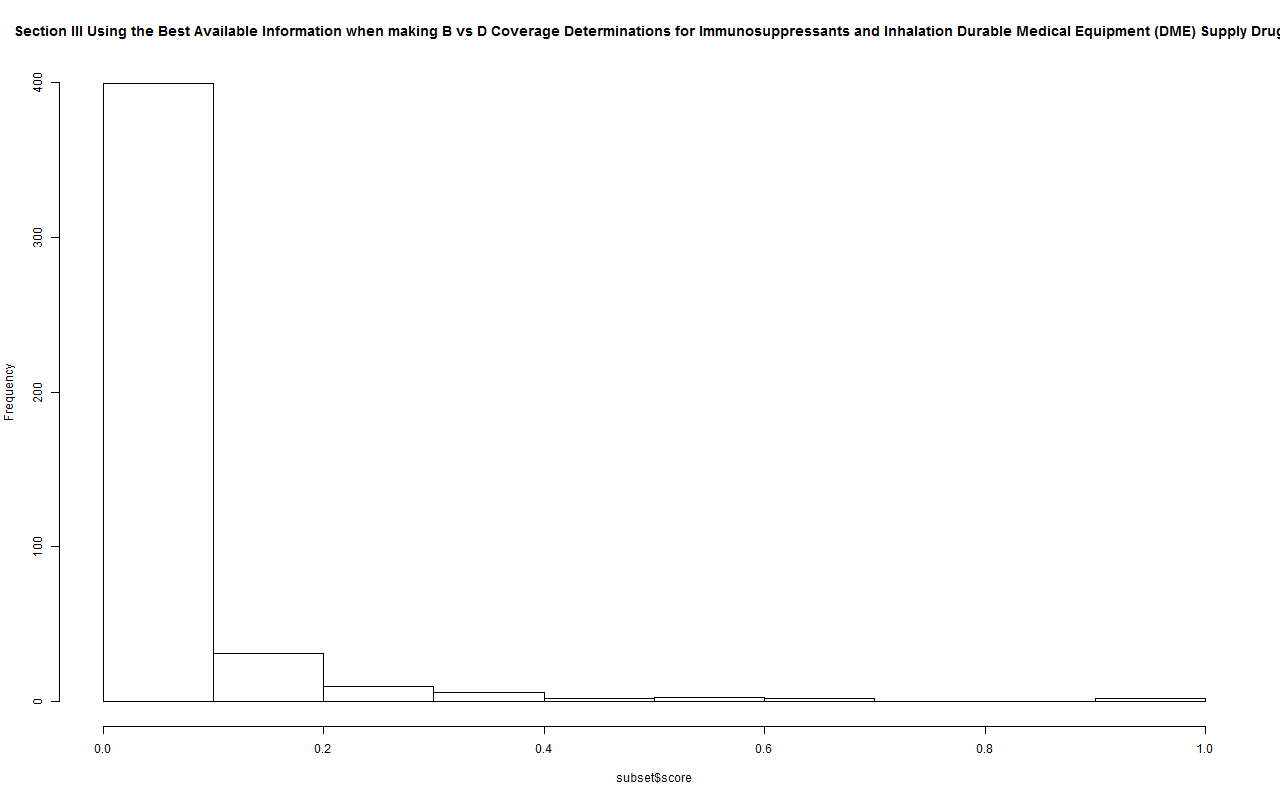 Section III Using the Best Available Information when making B vs D Coverage Determinations for Immunosuppressants and Inhalation Durable Medical Equipment (DME) Supply Drug
400
300
200
100
0
Frequency
0.0 0.2 0.4 0.6 0.8 1.0
subset$score